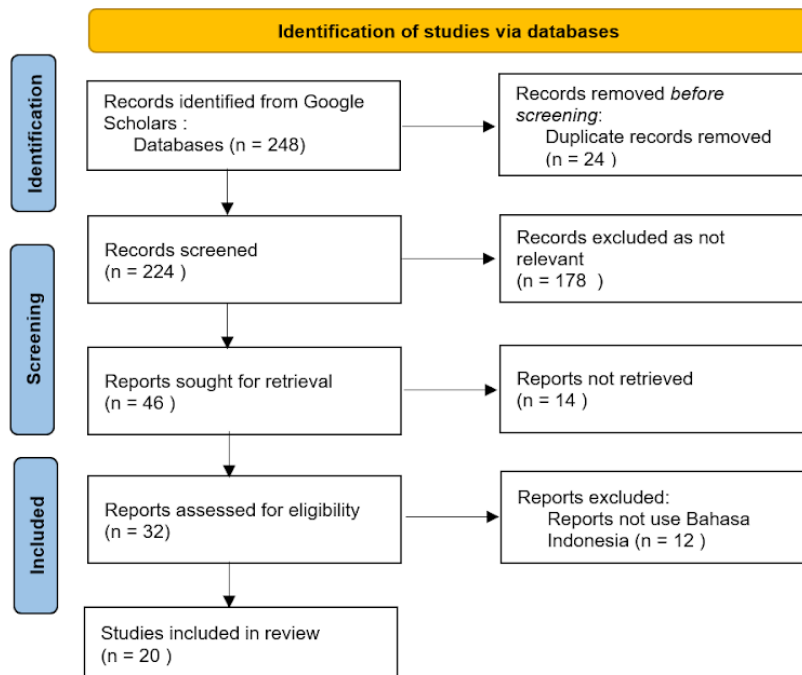 Identification of studies via databases
Identification
Records identified from Google
Scholars :
Databases (n = 248)
Records removed before
screening:
Duplicate records removed
(n = 24 )
Screening
Records screened
(n = 224 )
Records excluded as not
relevant
(n = 178  )
Reports sought for retrieval
(n = 46 )
Reports not retrieved
(n = 14 )
Included
Reports assessed for eligibility
(n = 32)
Reports excluded:
Reports not use Bahasa
Indonesia (n = 12 )
Studies included in review
(n = 20 )